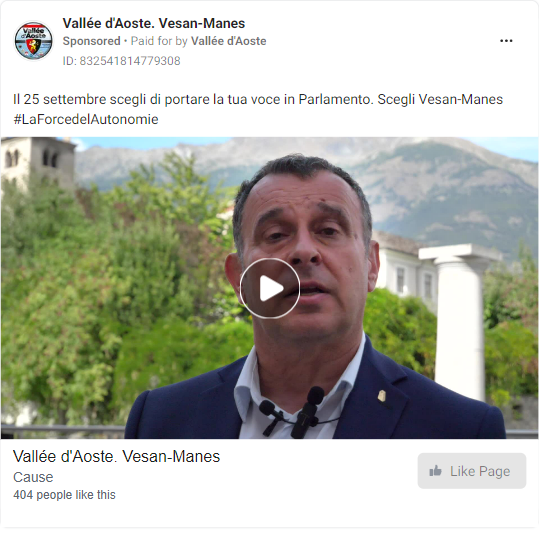 Vallée d'Aoste. Vesan-Manes
Sponsored • Paid for by Vallée d'Aoste
ID: 832541814779308
Il 25 settembre scegli di portare la tua voce in Parlamento. Scegli Vesan-Manes
#LaForcedelAutonomie
Vallée d'Aoste. Vesan-Manes
Cause
404 people like this
Like Page